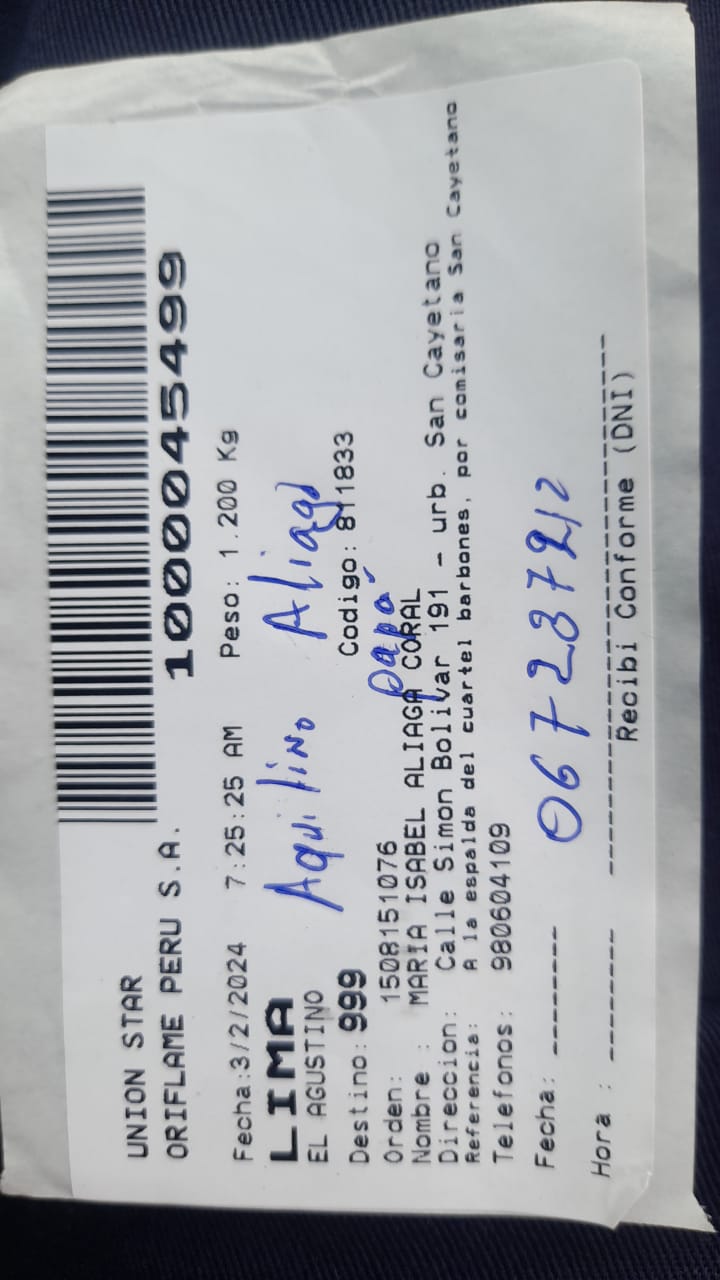 UNION STAR
ORIFLAME PERU S.A.
1000045499
Fecha:3/2/2024 7:25:25 AM Peso: 1.200 Kg
LIMA
Aquilino Aliaga
EL AGUSTINO
Destino: 999 Codigo: 811833
Orden: 1508151076
papá
Nombre : MARIA ISABEL ALIAGA CORAL
Direccion: Calle Simon Bolivar 191 - urb. San Cayetano
Referencia: A la espalda del cuartel barbones, por comisaria San Cayetano
Telefonos: 980604109
Fecha: --------
06723792,2
Hora : --------
Recibi Conforme (DNI)